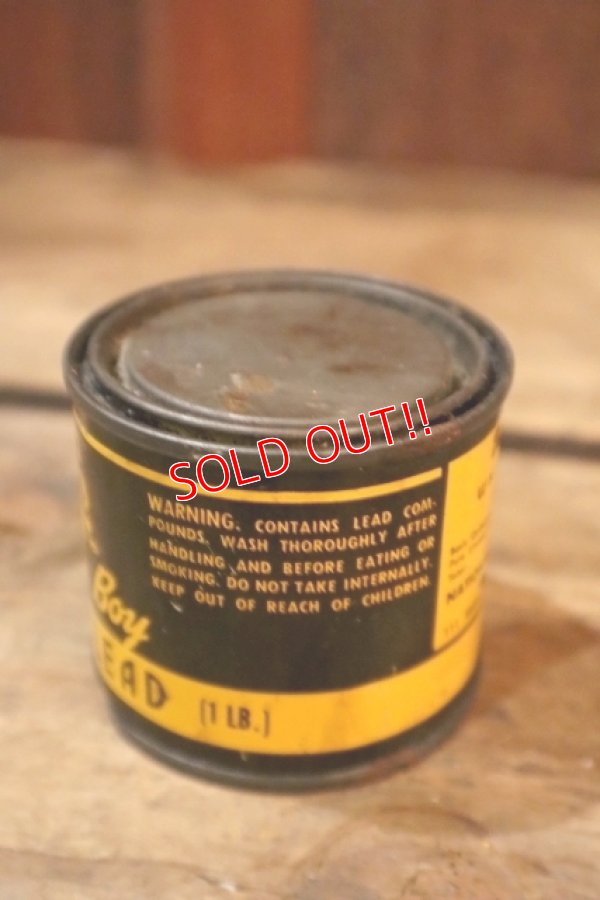 SOLD OUT!!
WARNING. CONTAINS LEAD COM-
POUNDS. WASH THOROUGHLY AFTER
HANDLING AND BEFORE EATING OR
SMOKING. DO NOT TAKE INTERNALLY.
KEEP OUT OF REACH OF CHILDREN.
Boy
EAD (1 LB.)